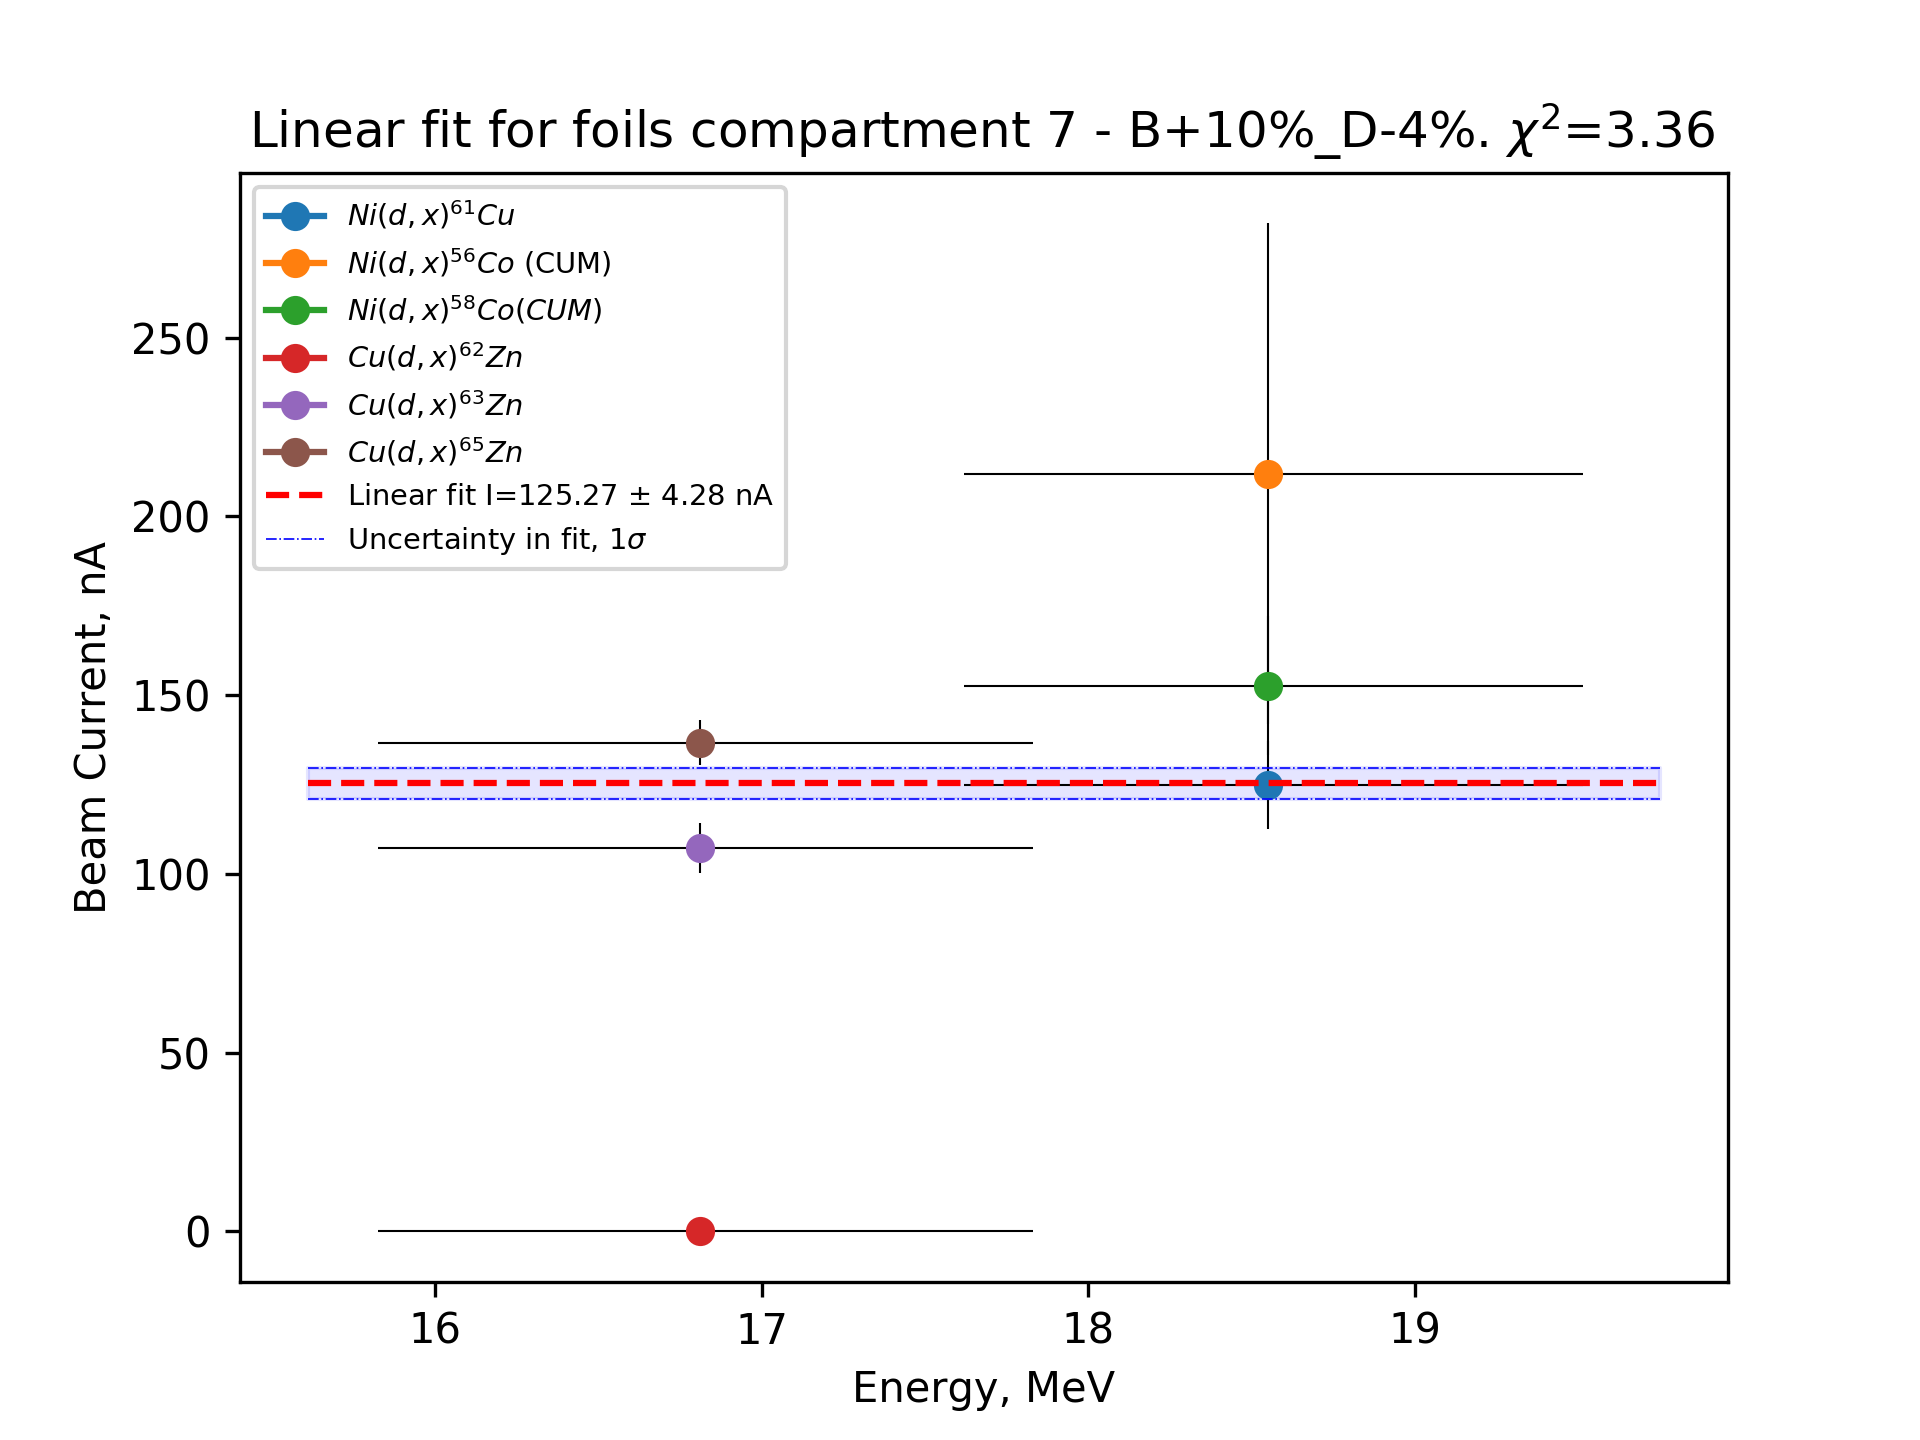 Linear fit for foils compartment 7 - B+10%_D-4%. χ²=3.36
Ni(d, x)⁶¹Cu
Ni(d, x)⁵⁶Co (CUM)
Ni(d, x)⁵⁸Co(CUM)
Cu(d, x)⁶²Zn
Cu(d, x)⁶³Zn
Cu(d, x)⁶⁵Zn
Linear fit I=125.27 ± 4.28 nA
Uncertainty in fit, 1σ
Beam Current, nA
250
200
150
100
50
0
16 17 18 19
Energy, MeV